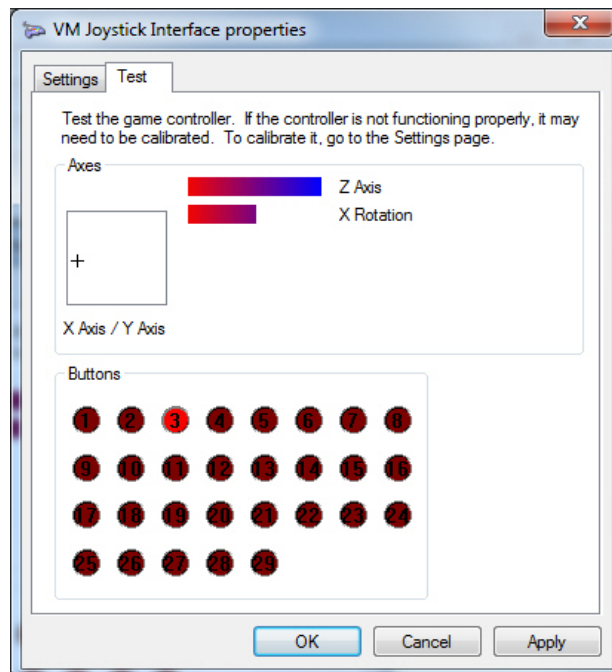 VM Joystick Interface properties
Settings Test
Test the game controller. If the controller is not functioning properly, it may
need to be calibrated. To calibrate it, go to the Settings page.
Axes
Z Axis
X Rotation
X Axis / Y Axis
Buttons
1 2 3 4 5 6 7 8
9 10 11 12 13 14 15 16
17 18 19 20 21 22 23 24
25 26 27 28 29
OK Cancel Apply